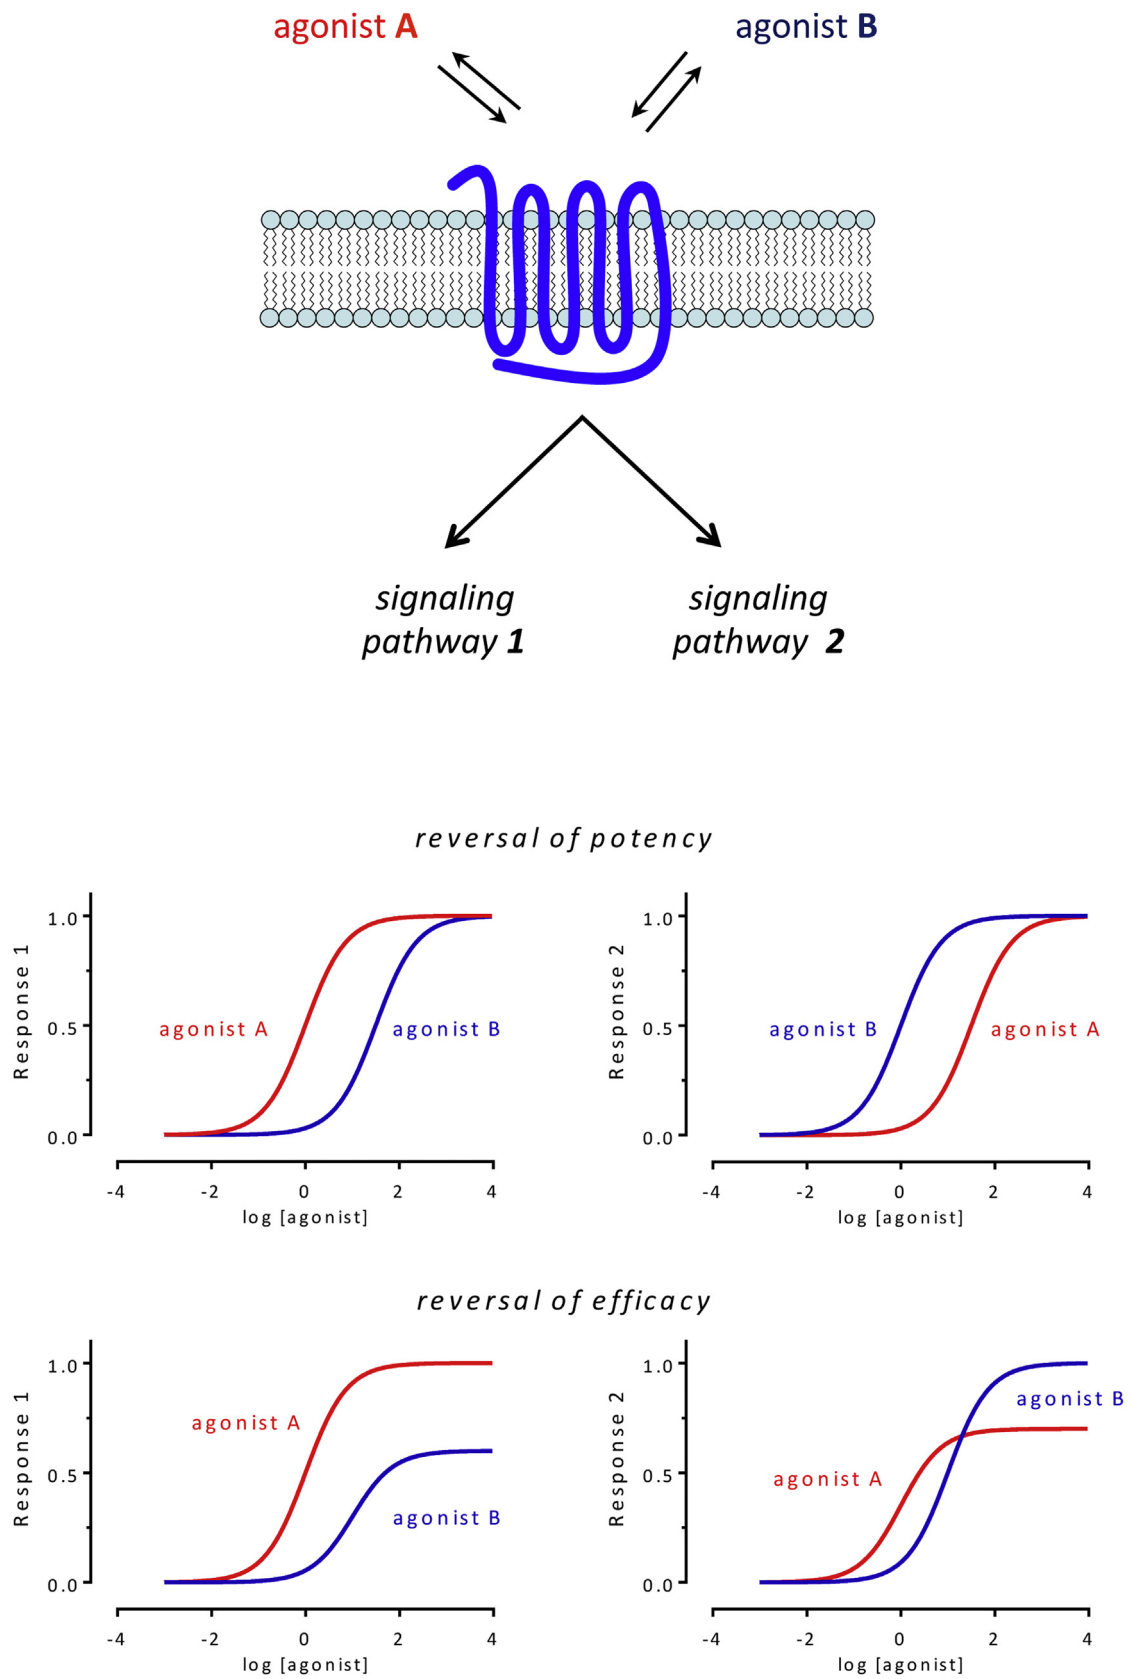 agonist A
agonist B
signaling
pathway 1
signaling
pathway 2
reversal of potency
Response 1
1.0
0.5
0.0
agonist A
agonist B
-4 -2 0 2 4
log [agonist]
Response 2
1.0
0.5
0.0
agonist B
agonist A
-4 -2 0 2 4
log [agonist]
reversal of efficacy
Response 1
1.0
0.5
0.0
agonist A
agonist B
-4 -2 0 2 4
log [agonist]
Response 2
1.0
0.5
0.0
agonist B
agonist A
-4 -2 0 2 4
log [agonist]